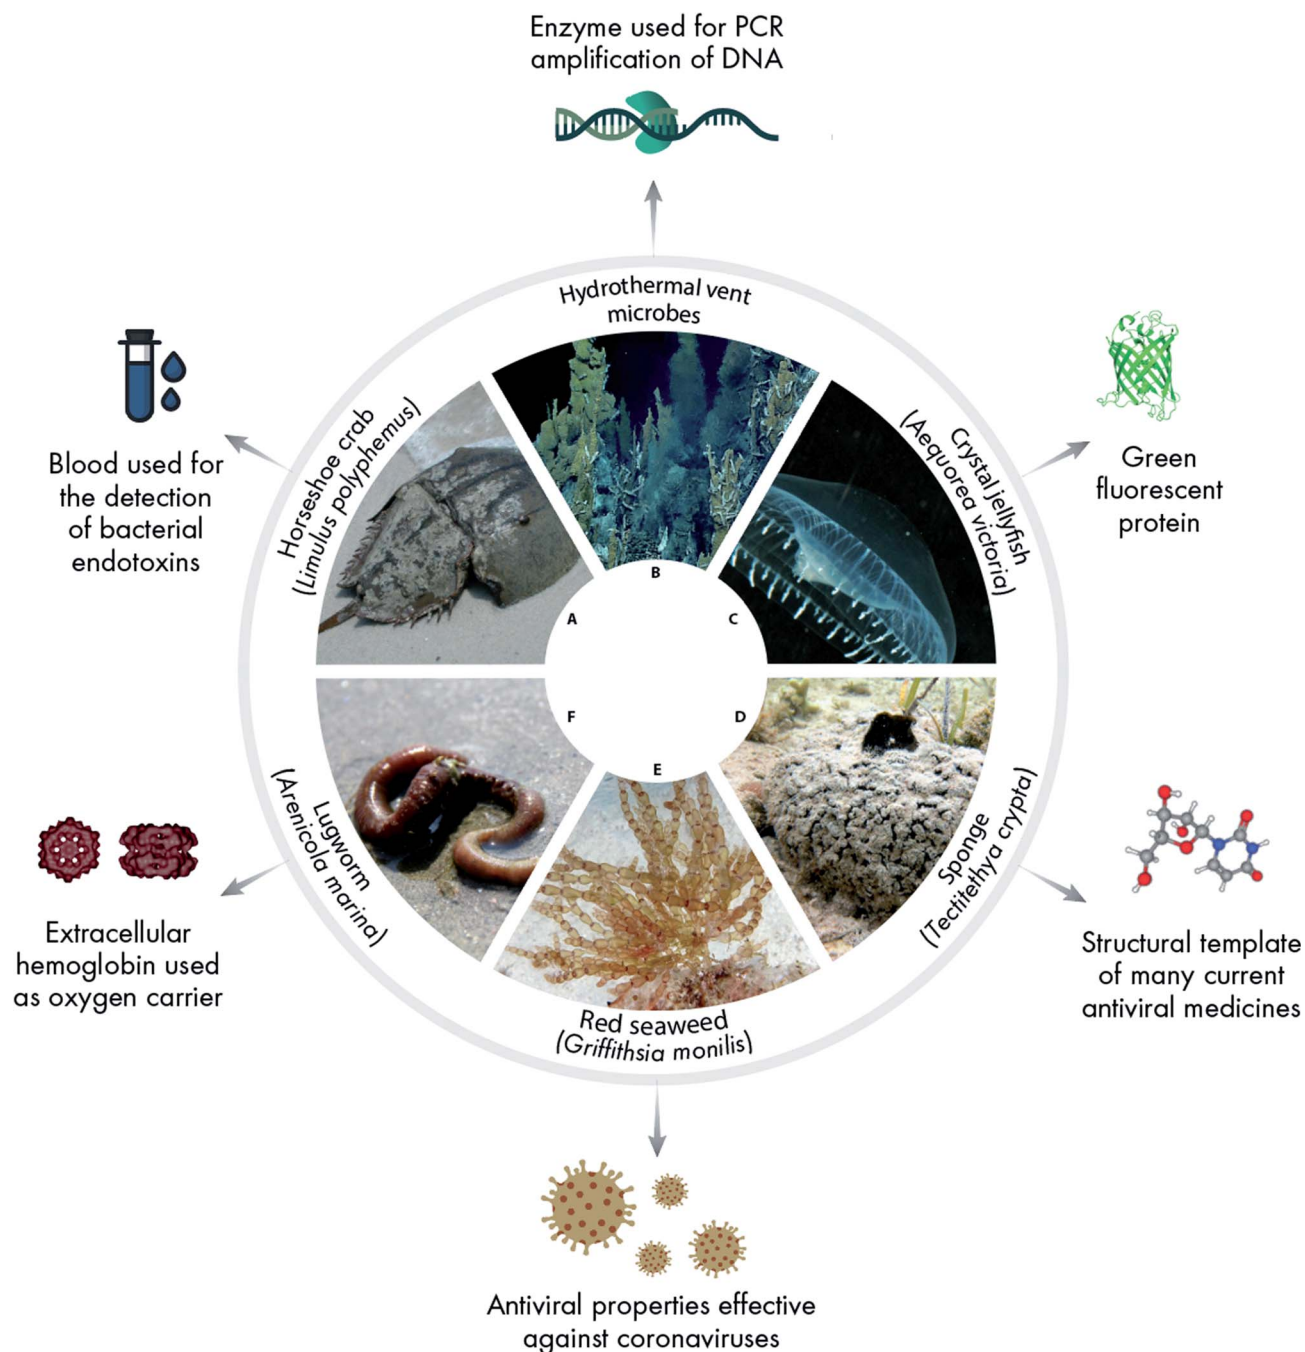 Enzyme used for PCR
amplification of DNA
Hydrothermal vent
microbes
Horseshoe crab
(Limulus polyphemus)
Crystal jellyfish
(Aequorea victoria)
Blood used for
the detection
of bacterial
endotoxins
Green
fluorescent
protein
B
A
C
F
D
E
Lugworm
(Arenicola marina)
Sponge
(Tectitethya crypta)
Extracellular
hemoglobin used
as oxygen carrier
Structural template
of many current
antiviral medicines
Red seaweed
(Griffithsia monilis)
Antiviral properties effective
against coronaviruses